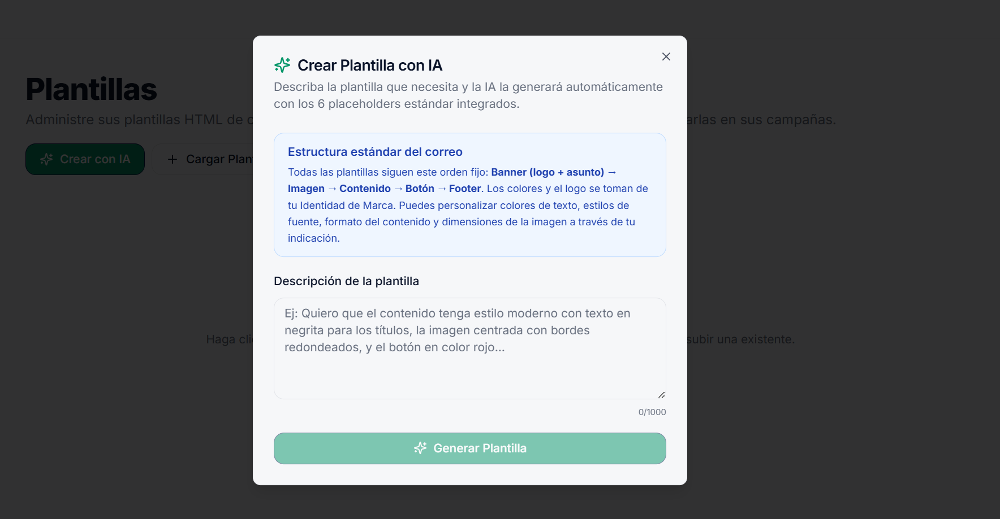 Plantillas
Administre sus plantillas HTML de
arlas en sus campañas.
Crear con IA
Cargar Plan
Haga cli
subir una existente.
Crear Plantilla con IA
Describa la plantilla que necesita y la IA la generará automáticamente
con los 6 placeholders estándar integrados.
Estructura estándar del correo
Todas las plantillas siguen este orden fijo: Banner (logo + asunto) →
Imagen → Contenido → Botón → Footer. Los colores y el logo se toman de
tu Identidad de Marca. Puedes personalizar colores de texto, estilos de
fuente, formato del contenido y dimensiones de la imagen a través de tu
indicación.
Descripción de la plantilla
Ej: Quiero que el contenido tenga estilo moderno con texto en
negrita para los títulos, la imagen centrada con bordes
redondeados, y el botón en color rojo...
0/1000
Generar Plantilla